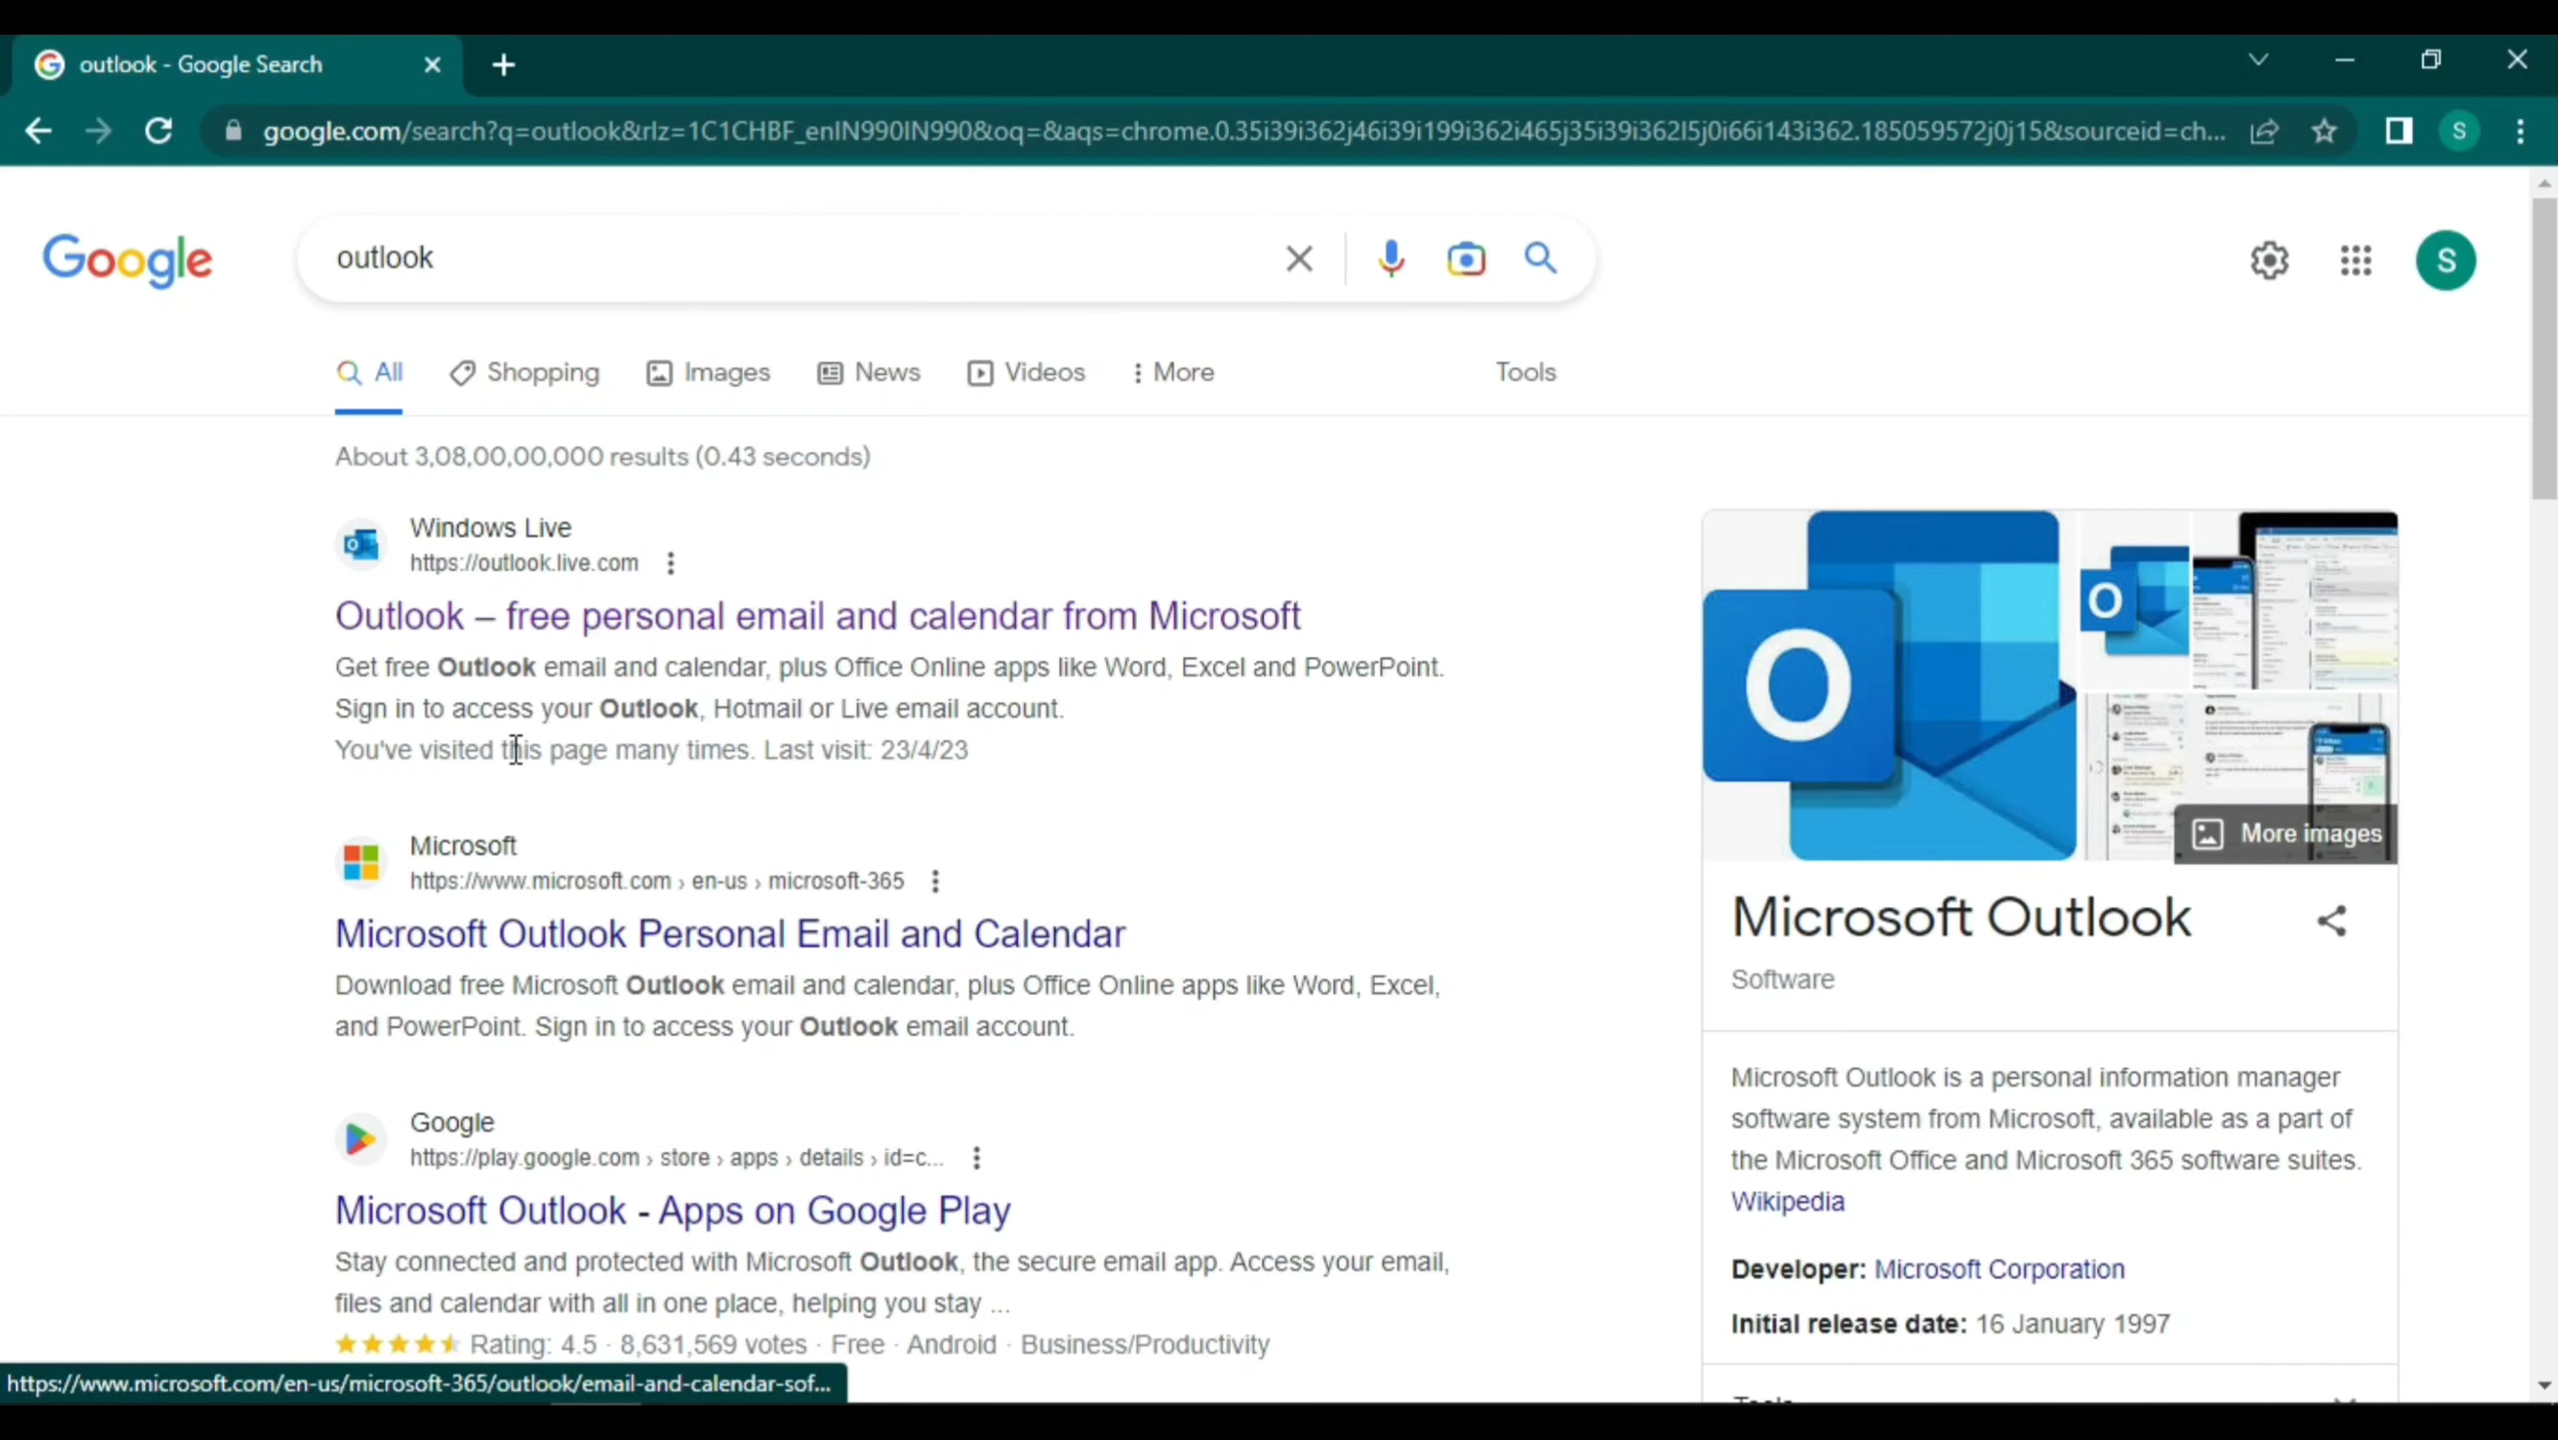 outlook - Google Search
google.com/search?q=outlook&rlz=1C1CHBF_enIN990IN990&oq=&aqs=chrome.0.35i39i362j46i39i199i362i465j35i39i362l5j0i66i143i362.185059572j0j15&sourceid=ch...
S
Google
outlook
S
All
Shopping
Images
News
Videos
More
Tools
About 3,08,00,00,000 results (0.43 seconds)
Windows Live
https://outlook.live.com
Outlook – free personal email and calendar from Microsoft
Get free Outlook email and calendar, plus Office Online apps like Word, Excel and PowerPoint.
Sign in to access your Outlook, Hotmail or Live email account.
You've visited this page many times. Last visit: 23/4/23
Microsoft
https://www.microsoft.com › en-us › microsoft-365
Microsoft Outlook Personal Email and Calendar
Download free Microsoft Outlook email and calendar, plus Office Online apps like Word, Excel,
and PowerPoint. Sign in to access your Outlook email account.
Google
https://play.google.com › store › apps › details › id=c...
Microsoft Outlook - Apps on Google Play
Stay connected and protected with Microsoft Outlook, the secure email app. Access your email,
files and calendar with all in one place, helping you stay ...
Rating: 4.5 · 8,631,569 votes · Free · Android · Business/Productivity
https://www.microsoft.com/en-us/microsoft-365/outlook/email-and-calendar-sof...
O
O
More images
Microsoft Outlook
Software
Microsoft Outlook is a personal information manager
software system from Microsoft, available as a part of
the Microsoft Office and Microsoft 365 software suites.
Wikipedia
Developer: Microsoft Corporation
Initial release date: 16 January 1997